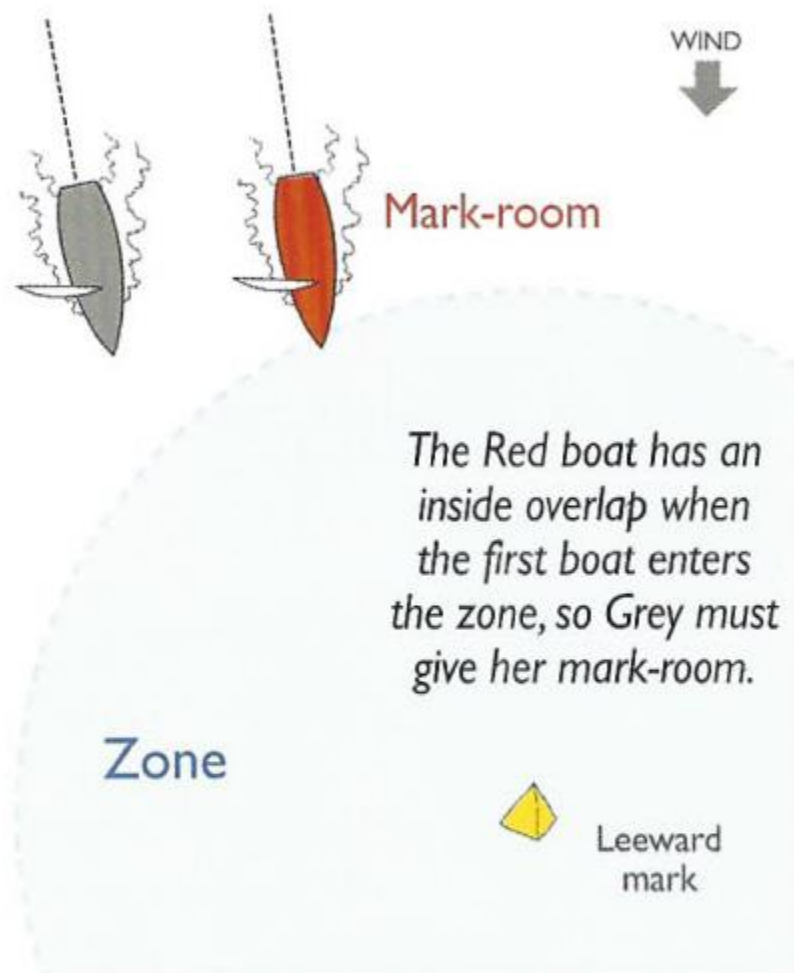 WIND
Mark-room
The Red boat has an
inside overlap when
the first boat enters
the zone, so Grey must
give her mark-room.
Zone
Leeward
mark